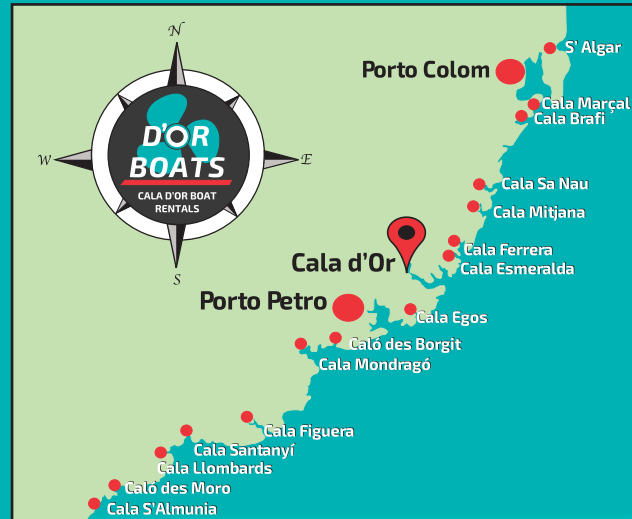 N
W
E
S
D'OR
BOATS
CALA D'OR BOAT
RENTALS
S' Algar
Porto Colom
Cala Marçal
Cala Brafi
Cala Sa Nau
Cala Mitjana
Cala Ferrera
Cala d'Or
Cala Esmeralda
Porto Petro
Cala Egos
Caló des Borgit
Cala Mondragó
Cala Figuera
Cala Santanyí
Cala Llombards
Caló des Moro
Cala S'Almunia